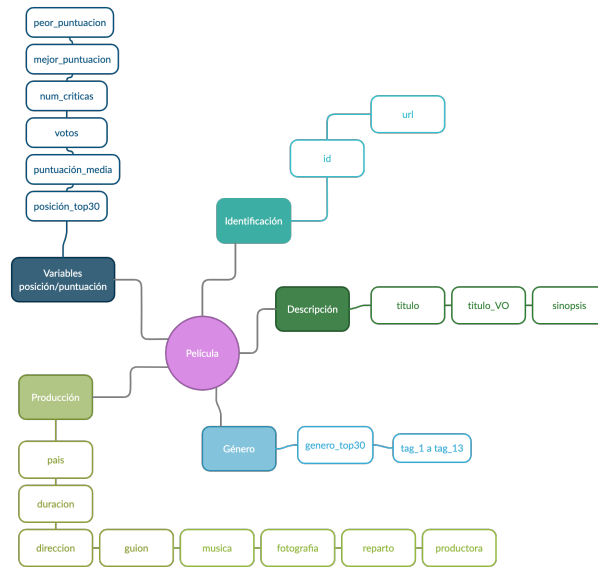 peor_puntuacion
mejor_puntuacion
num_criticas
votos
puntuación_media
posición_top30
Variables
posición/puntuación
url
id
Identificación
Descripción
titulo
titulo_VO
sinopsis
Película
Producción
pais
duracion
direccion
guion
musica
fotografia
reparto
productora
Género
genero_top30
tag_1 a tag_13